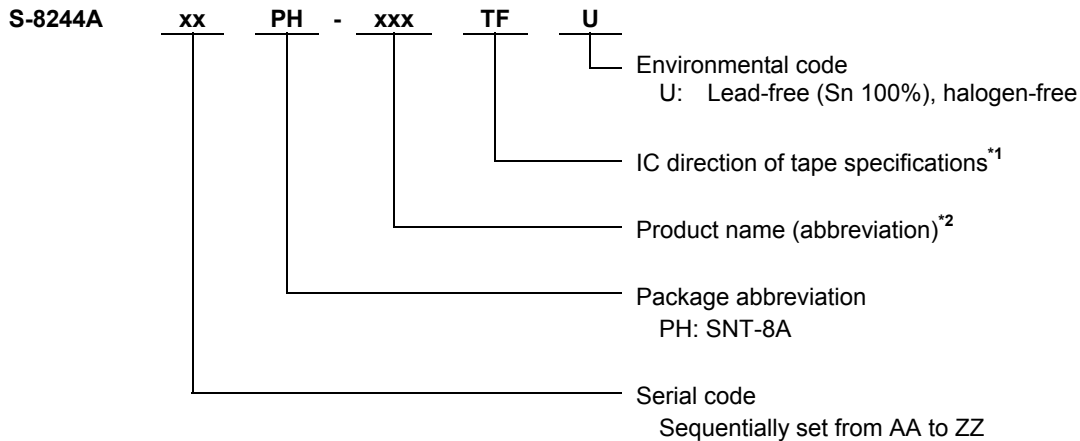 S-8244A xx PH - xxx TF U
Environmental code
U: Lead-free (Sn 100%), halogen-free
IC direction of tape specifications*1
Product name (abbreviation)*2
Package abbreviation
PH: SNT-8A
Serial code
Sequentially set from AA to ZZ